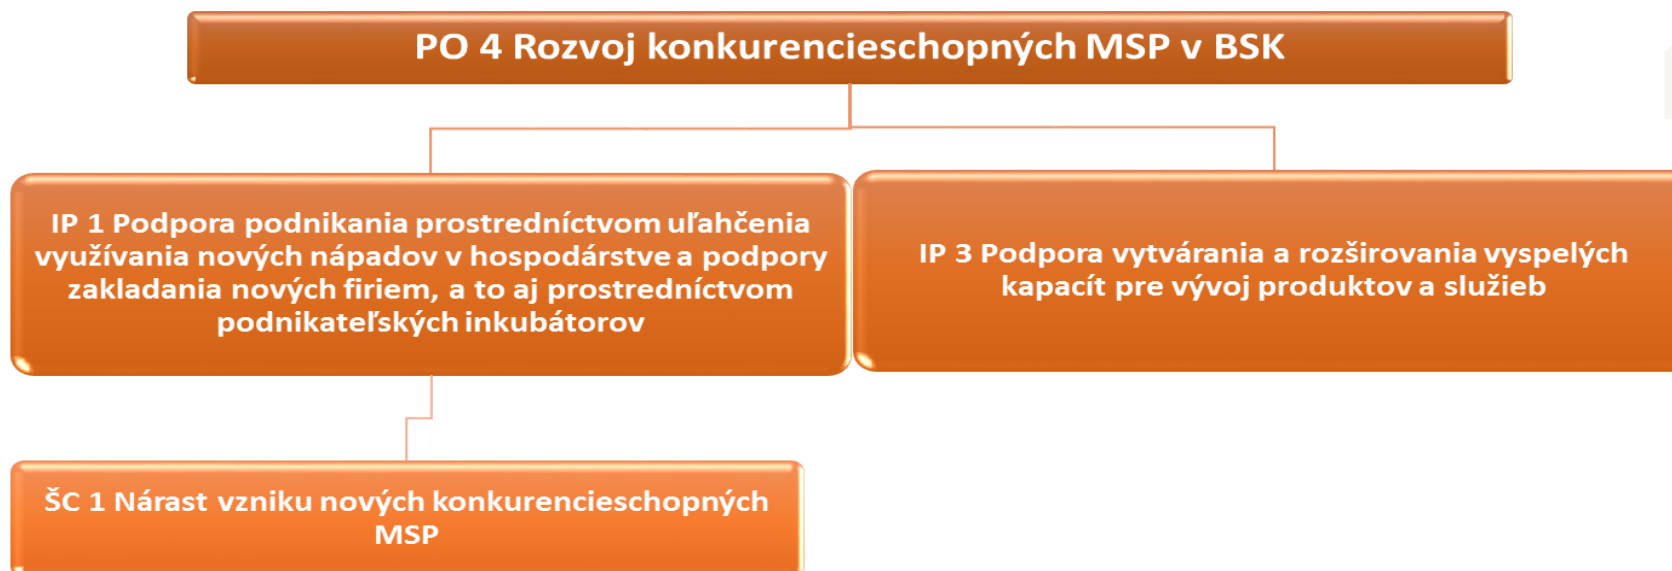 PO 4 Rozvoj konkurencieschopných MSP v BSK
IP 1 Podpora podnikania prostredníctvom uľahčenia
využívania nových nápadov v hospodárstve a podpory
zakladania nových firiem, a to aj prostredníctvom
podnikateľských inkubátorov
IP 3 Podpora vytvárania a rozširovania vyspelých
kapacít pre vývoj produktov a služieb
ŠC 1 Nárast vzniku nových konkurencieschopných
MSP